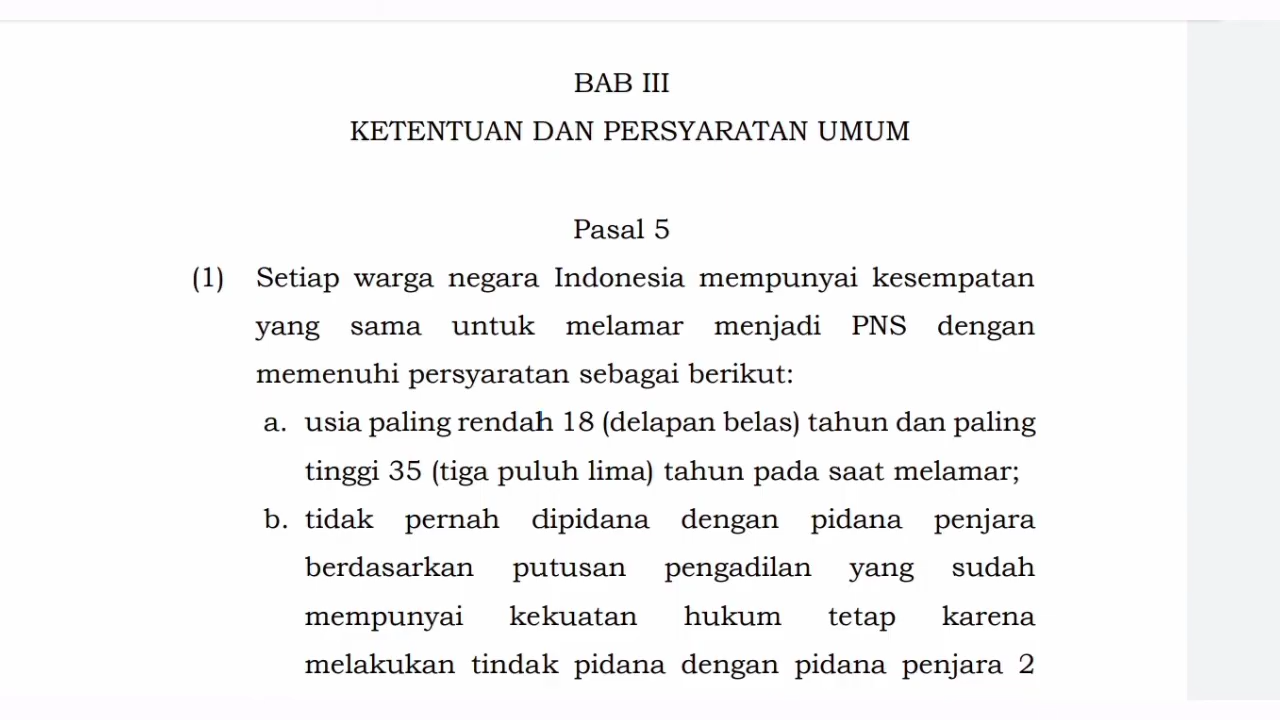 BAB III
KETENTUAN DAN PERSYARATAN UMUM
Pasal 5
(1) Setiap warga negara Indonesia mempunyai kesempatan
yang sama untuk melamar menjadi PNS dengan
memenuhi persyaratan sebagai berikut:
a. usia paling rendah 18 (delapan belas) tahun dan paling
tinggi 35 (tiga puluh lima) tahun pada saat melamar;
b. tidak pernah dipidana dengan pidana penjara
berdasarkan putusan pengadilan yang sudah
mempunyai kekuatan hukum tetap karena
melakukan tindak pidana dengan pidana penjara 2